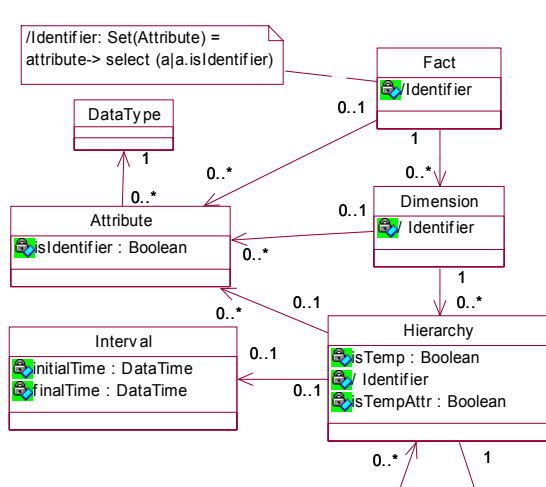 /Identifier: Set(Attribute) =
attribute-> select (a|a.isIdentifier)
Fact
/Identifier
DataType
0..1
1
1
0..*
0..*
0..*
Dimension
/ Identifier
0..1
Attribute
isIdentifier : Boolean
0..*
1
0..*
0..1
0..*
Hierarchy
isTemp : Boolean
/ Identifier
isTempAttr : Boolean
Interval
initialTime : DataTime
finalTime : DataTime
0..1
0..1
0..*
1